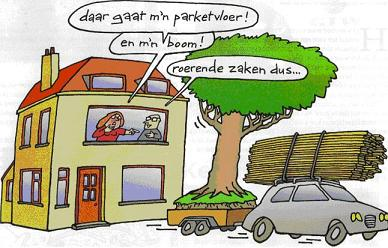 daar gaat m'n parketvloer!
en m'n boom!
roerende zaken dus...